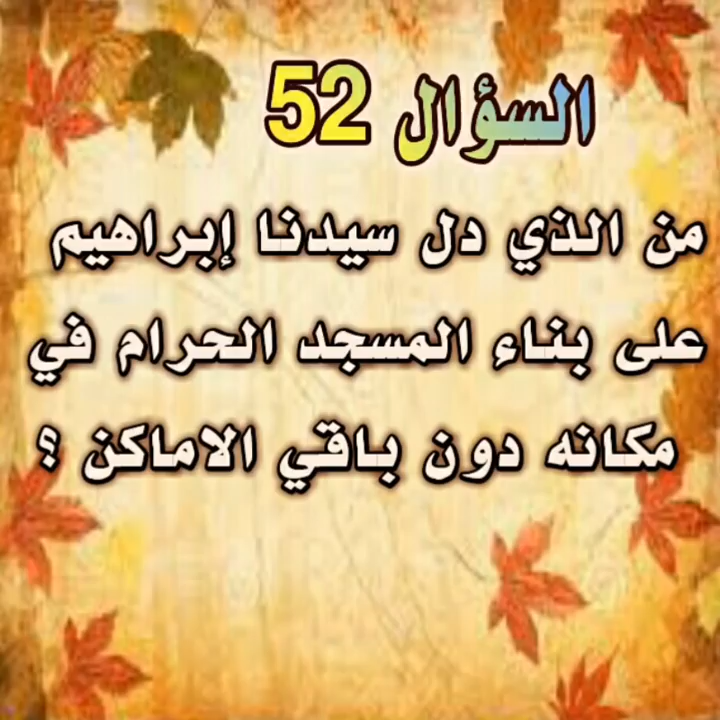 السؤال 52
من الذي دل سيدنا إبراهيم
على بناء المسجد الحرام في
مكانه دون باقي الاماكن ؟